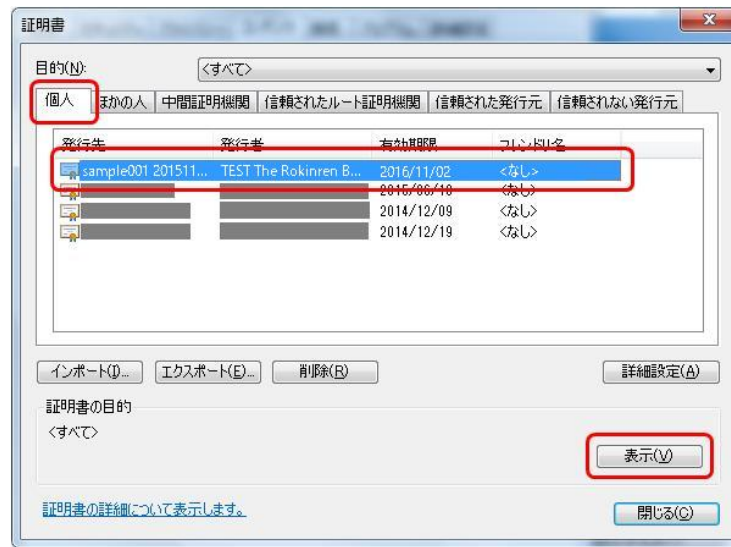 証明書
目的(N):
<すべて>
個人 ほかの人 中間証明機関 信頼されたルート証明機関 信頼された発行元 信頼されない発行元
発行先 発行者 有効期限 フレンドリ名
sample001 201511... TEST The Rokinren B... 2016/11/02 <なし>
2015/06/18 <なし>
2014/12/09 <なし>
2014/12/19 <なし>
インポート(I)... エクスポート(E)... 削除(R) 詳細設定(A)
証明書の目的
<すべて>
表示(V)
証明書の詳細について表示します。
閉じる(C)